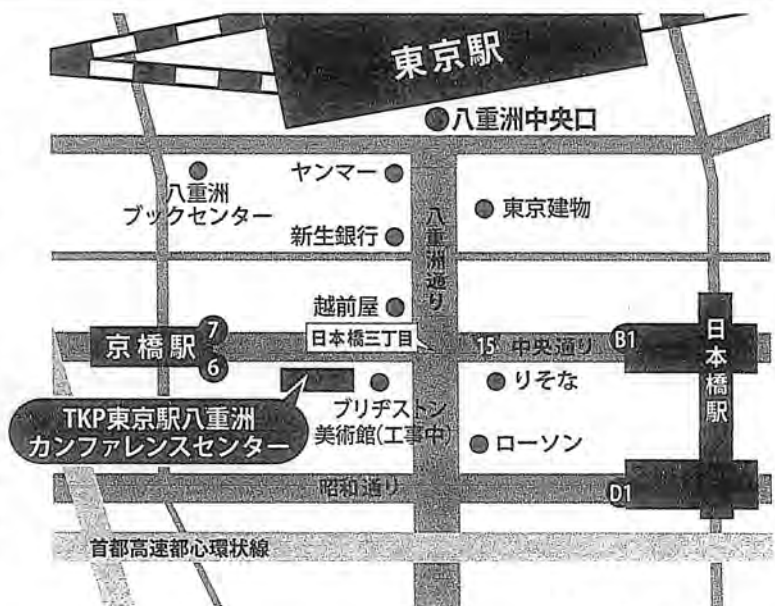 東京駅
八重洲中央口
八重洲
ブックセンター
ヤンマー
東京建物
新生銀行
八重洲通り
越前屋
日本橋三丁目
京橋駅
7
6
15
中央通り
B1
日本橋駅
TKP東京駅八重洲
カンファレンスセンター
ブリヂストン
美術館(工事中)
りそな
ローソン
昭和通り
D1
首都高速都心環状線